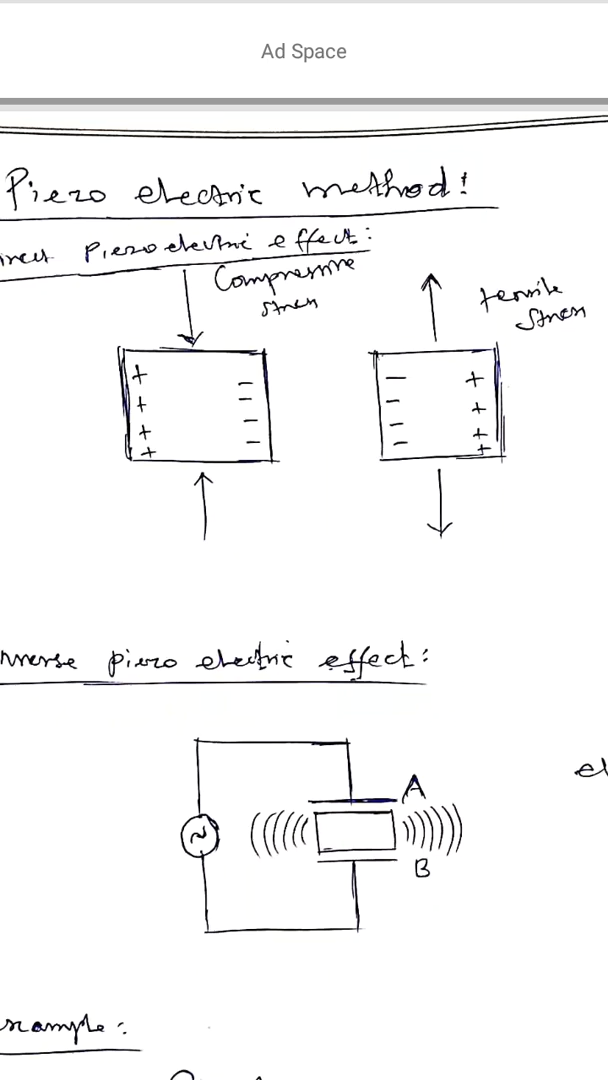 Ad Space
Piezo electric method!
Piezo electric effect:
Compressive
stress
tensile
stress
+ − − +
+ − − +
+ − − +
+ − − +
piezo electric effect:
A
~
B